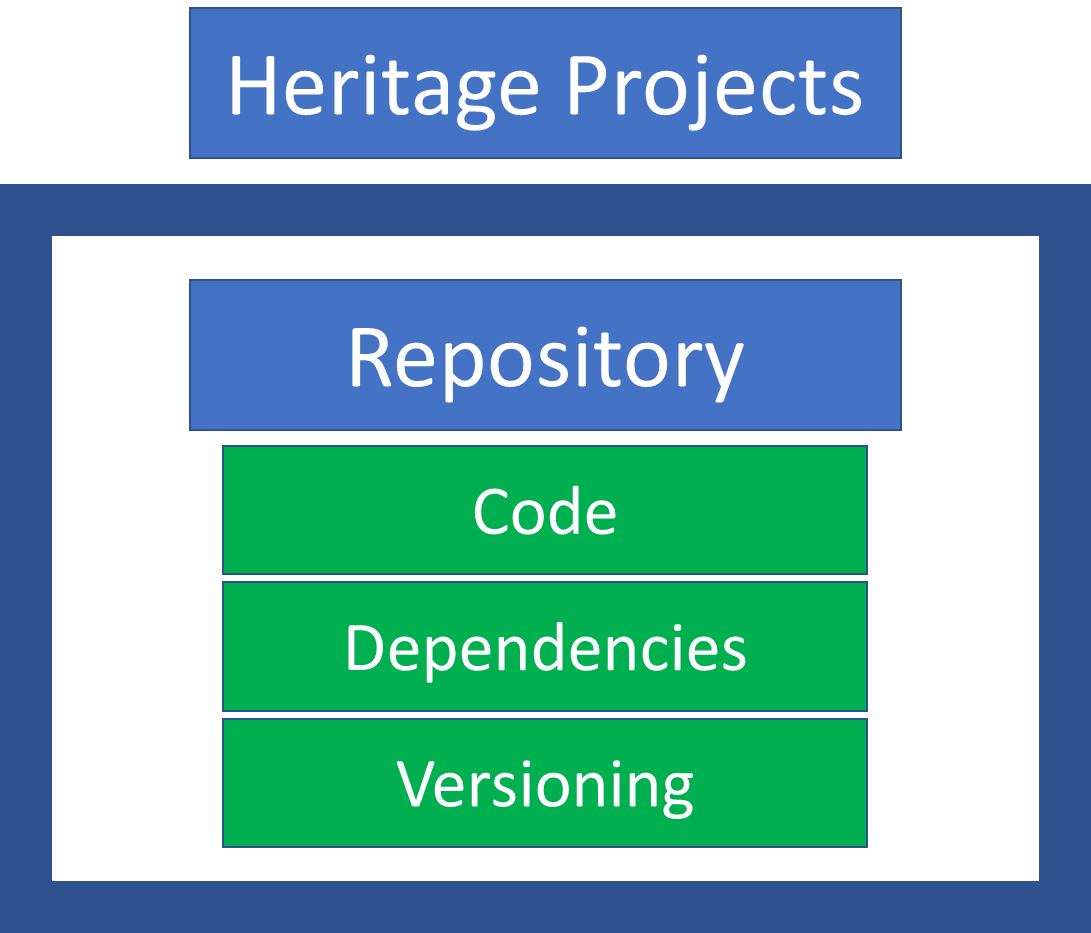 Heritage Projects
Repository
Code
Dependencies
Versioning